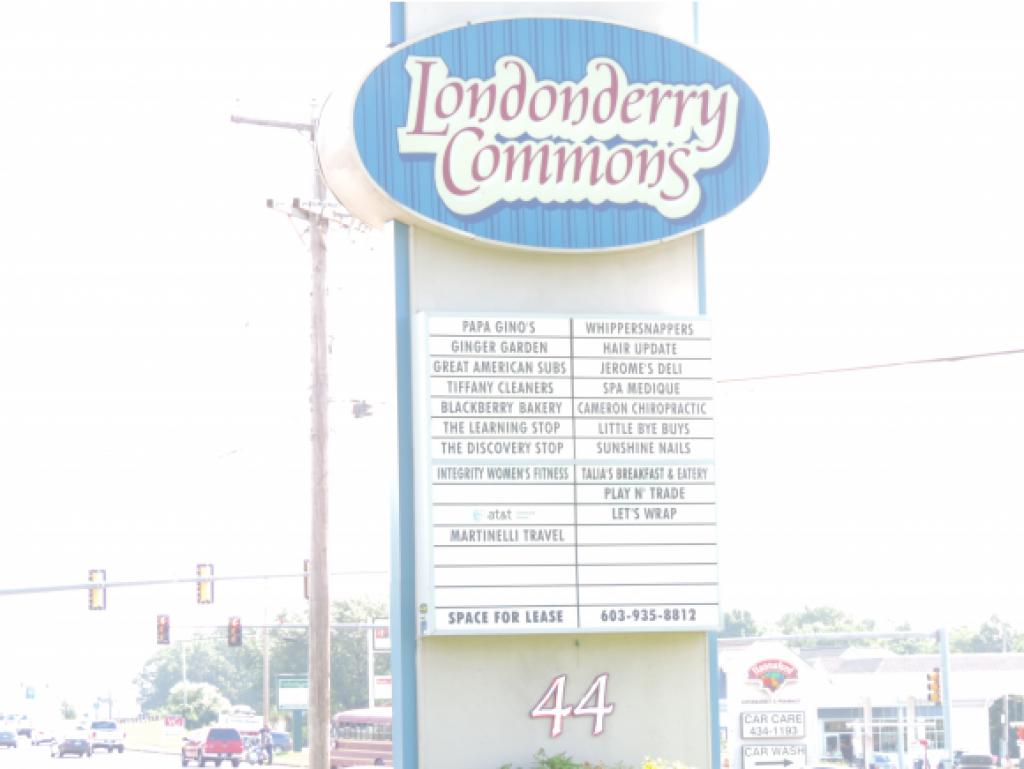 Londonderry
Commons
PAPA GINO'S
WHIPPERSNAPPERS
GINGER GARDEN
HAIR UPDATE
GREAT AMERICAN SUBS
JEROME'S DELI
TIFFANY CLEANERS
SPA MEDIQUE
BLACKBERRY BAKERY
CAMERON CHIROPRACTIC
THE LEARNING STOP
LITTLE BYE BUYS
THE DISCOVERY STOP
SUNSHINE NAILS
INTEGRITY WOMEN'S FITNESS
TALIA'S BREAKFAST & EATERY
PLAY N' TRADE
at&t
LET'S WRAP
MARTINELLI TRAVEL
SPACE FOR LEASE
603-935-8812
44
Hannaford
CAR CARE
434-1193
CAR WASH